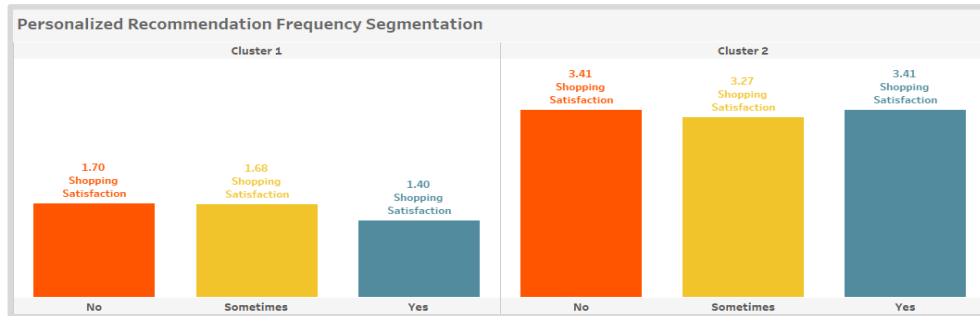 Personalized Recommendation Frequency Segmentation
Cluster 1
Cluster 2
1.70
Shopping
Satisfaction
1.68
Shopping
Satisfaction
1.40
Shopping
Satisfaction
3.41
Shopping
Satisfaction
3.27
Shopping
Satisfaction
3.41
Shopping
Satisfaction
No
Sometimes
Yes
No
Sometimes
Yes